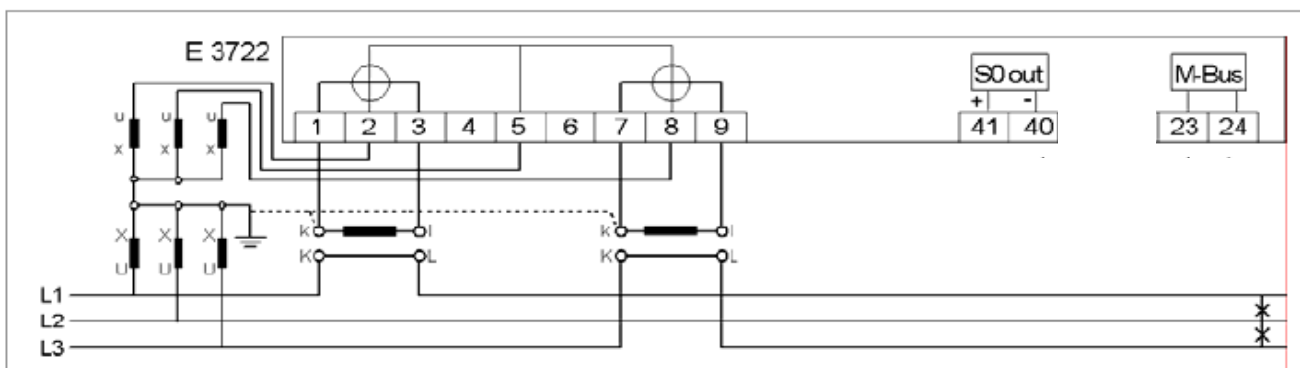 E 3722
S0 out
M-Bus
+ -
u u u
1 2 3 4 5 6 7 8 9
41 40
23 24
x x x
k l k l
X X X
K L K L
U U U
L1
L2
L3